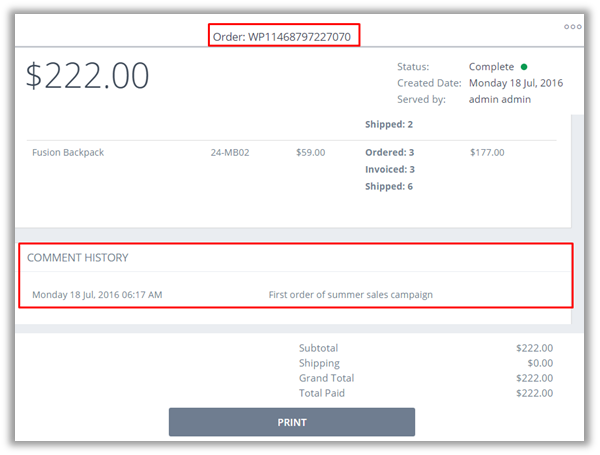 Order: WP11468797227070
$222.00
Status: Complete
Created Date: Monday 18 Jul, 2016
Served by: admin admin
Shipped: 2
Fusion Backpack 24-MB02 $59.00 Ordered: 3 $177.00
Invoiced: 3
Shipped: 6
COMMENT HISTORY
Monday 18 Jul, 2016 06:17 AM First order of summer sales campaign
Subtotal $222.00
Shipping $0.00
Grand Total $222.00
Total Paid $222.00
PRINT